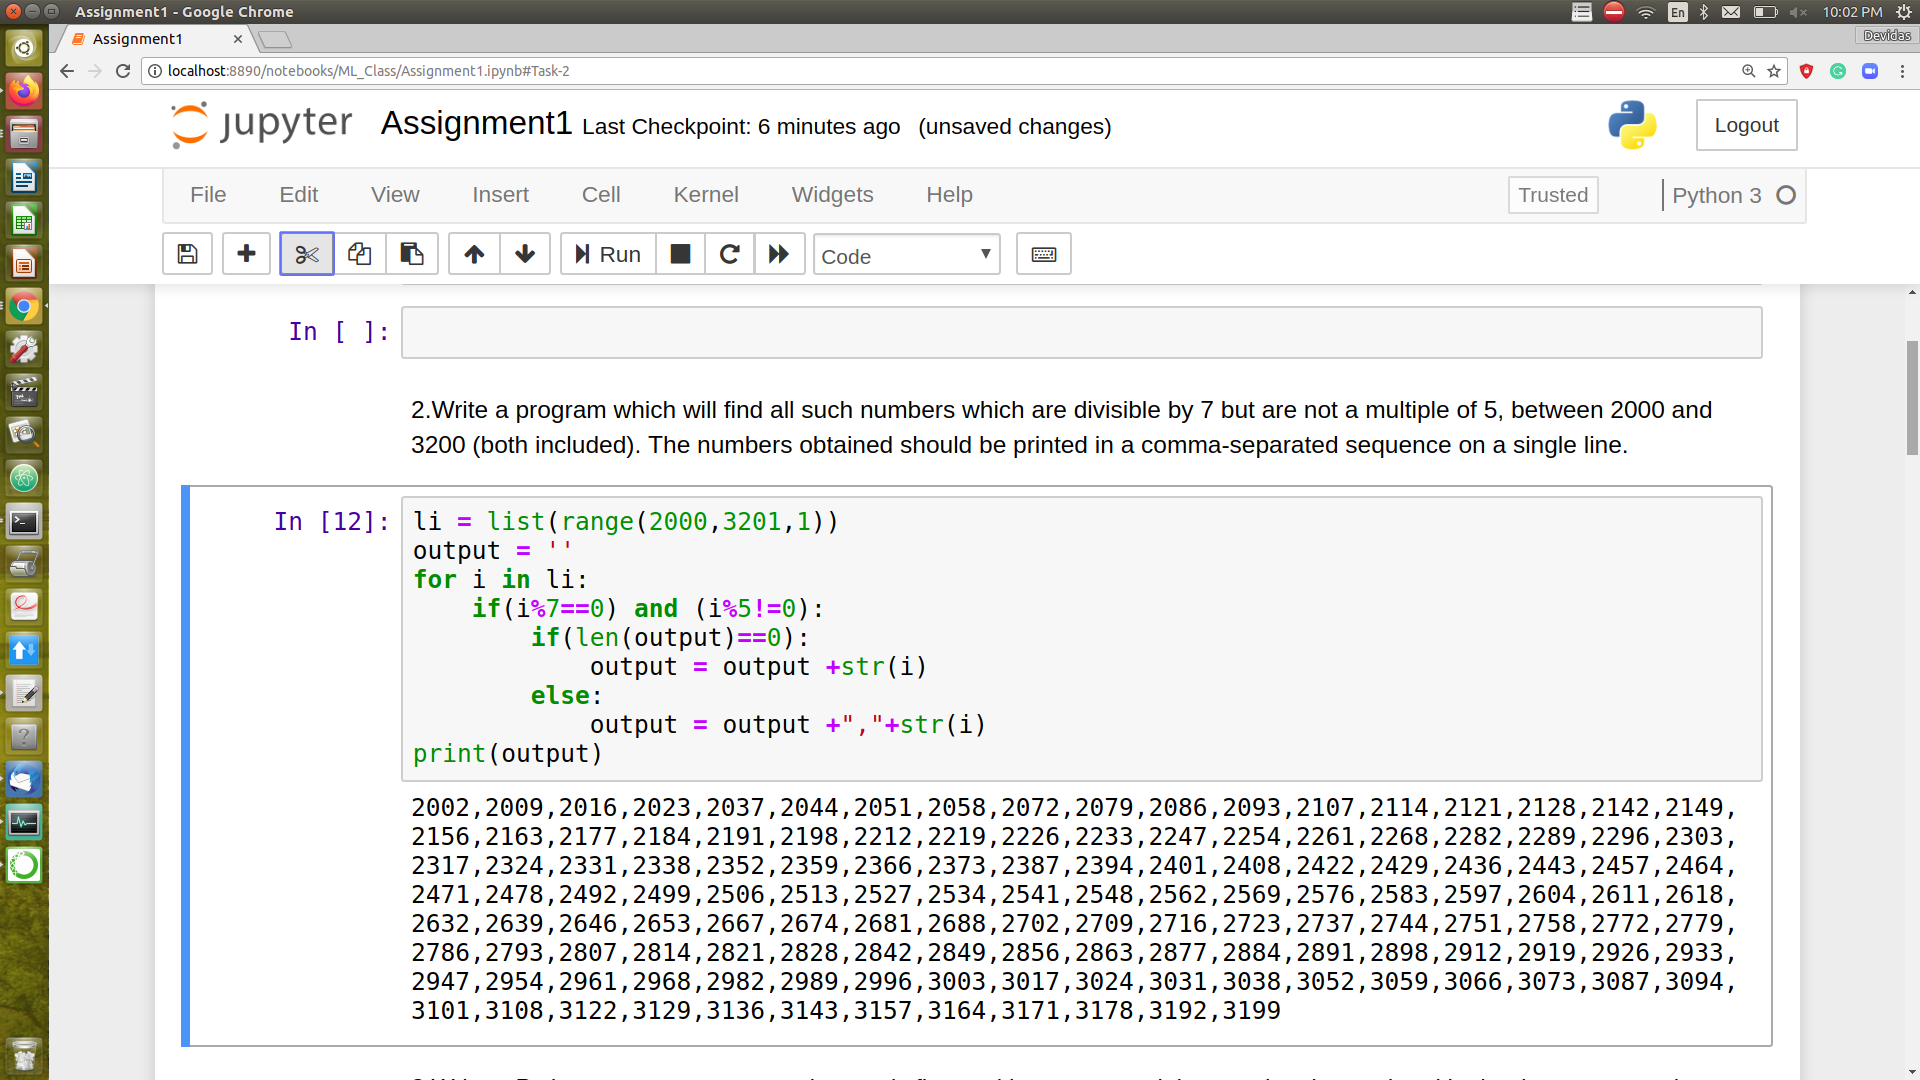 Assignment1 - Google Chrome
En
10:02 PM
Assignment1
Devidas
localhost:8890/notebooks/ML_Class/Assignment1.ipynb#Task-2
jupyter Assignment1 Last Checkpoint: 6 minutes ago (unsaved changes)
Logout
File Edit View Insert Cell Kernel Widgets Help
Trusted Python 3
Run Code
In [ ]:
2.Write a program which will find all such numbers which are divisible by 7 but are not a multiple of 5, between 2000 and
3200 (both included). The numbers obtained should be printed in a comma-separated sequence on a single line.
In [12]: li = list(range(2000,3201,1))
output = ''
for i in li:
    if(i%7==0) and (i%5!=0):
        if(len(output)==0):
            output = output +str(i)
        else:
            output = output +","+str(i)
print(output)
2002,2009,2016,2023,2037,2044,2051,2058,2072,2079,2086,2093,2107,2114,2121,2128,2142,2149,
2156,2163,2177,2184,2191,2198,2212,2219,2226,2233,2247,2254,2261,2268,2282,2289,2296,2303,
2317,2324,2331,2338,2352,2359,2366,2373,2387,2394,2401,2408,2422,2429,2436,2443,2457,2464,
2471,2478,2492,2499,2506,2513,2527,2534,2541,2548,2562,2569,2576,2583,2597,2604,2611,2618,
2632,2639,2646,2653,2667,2674,2681,2688,2702,2709,2716,2723,2737,2744,2751,2758,2772,2779,
2786,2793,2807,2814,2821,2828,2842,2849,2856,2863,2877,2884,2891,2898,2912,2919,2926,2933,
2947,2954,2961,2968,2982,2989,2996,3003,3017,3024,3031,3038,3052,3059,3066,3073,3087,3094,
3101,3108,3122,3129,3136,3143,3157,3164,3171,3178,3192,3199